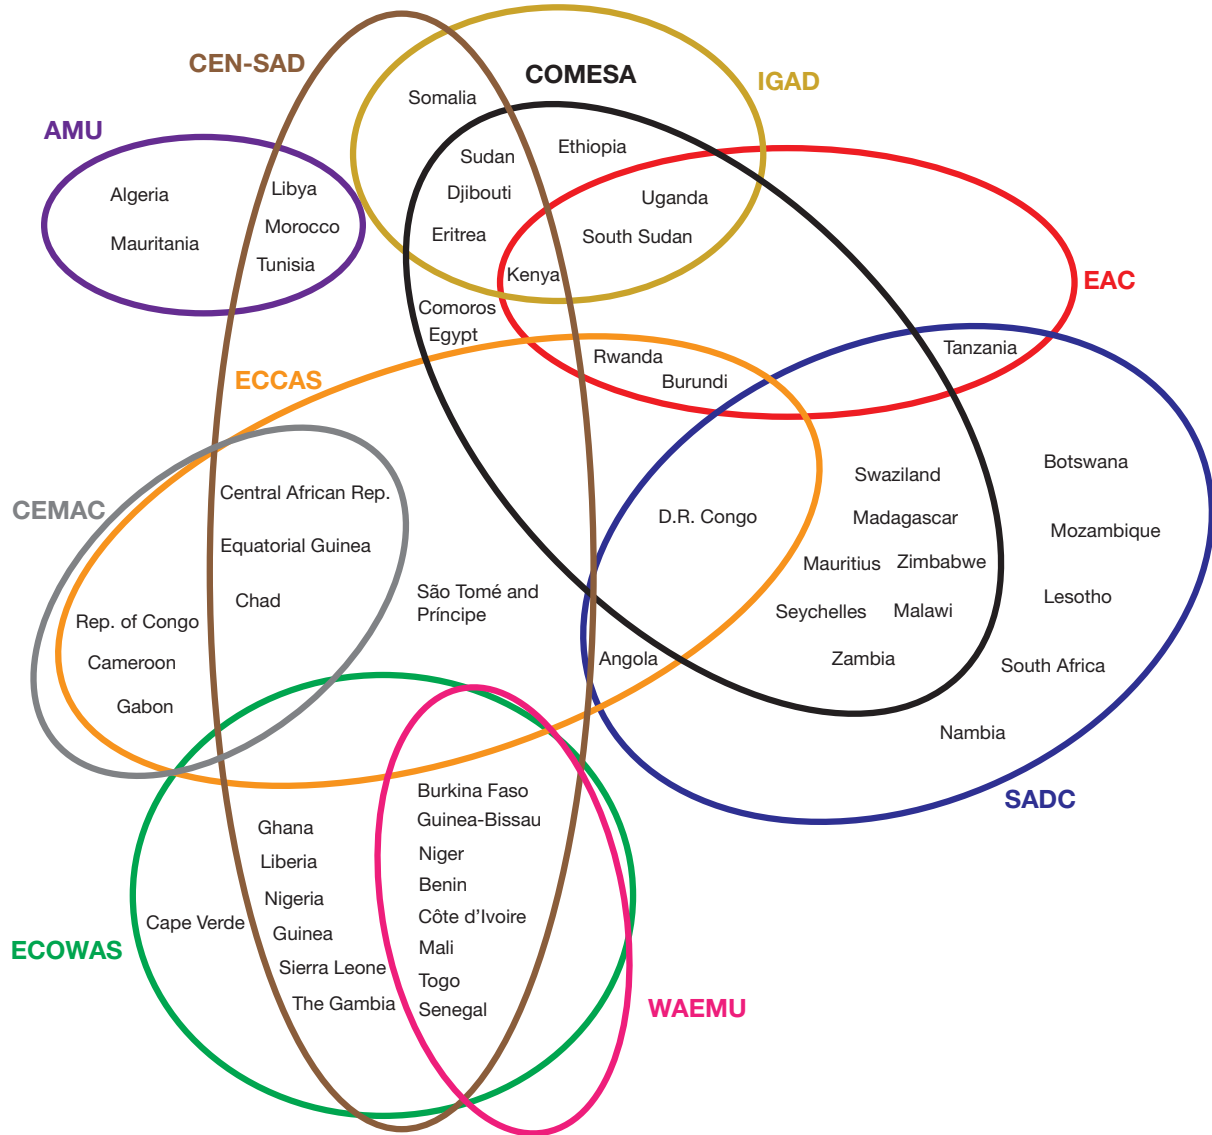 CEN-SAD
COMESA
IGAD
Somalia
AMU
Ethiopia
Sudan
Algeria
Libya
Djibouti
Uganda
Morocco
Eritrea
South Sudan
Mauritania
Tunisia
Kenya
EAC
Comoros
Egypt
Rwanda
Tanzania
ECCAS
Burundi
Botswana
Swaziland
Central African Rep.
CEMAC
D.R. Congo
Madagascar
Mozambique
Equatorial Guinea
Mauritius
Zimbabwe
São Tomé and
Príncipe
Chad
Lesotho
Seychelles
Malawi
Rep. of Congo
Cameroon
Angola
Zambia
South Africa
Gabon
Nambia
Burkina Faso
SADC
Guinea-Bissau
Ghana
Niger
Liberia
Benin
Nigeria
Côte d’Ivoire
Cape Verde
Guinea
ECOWAS
Mali
Sierra Leone
Togo
The Gambia
Senegal
WAEMU